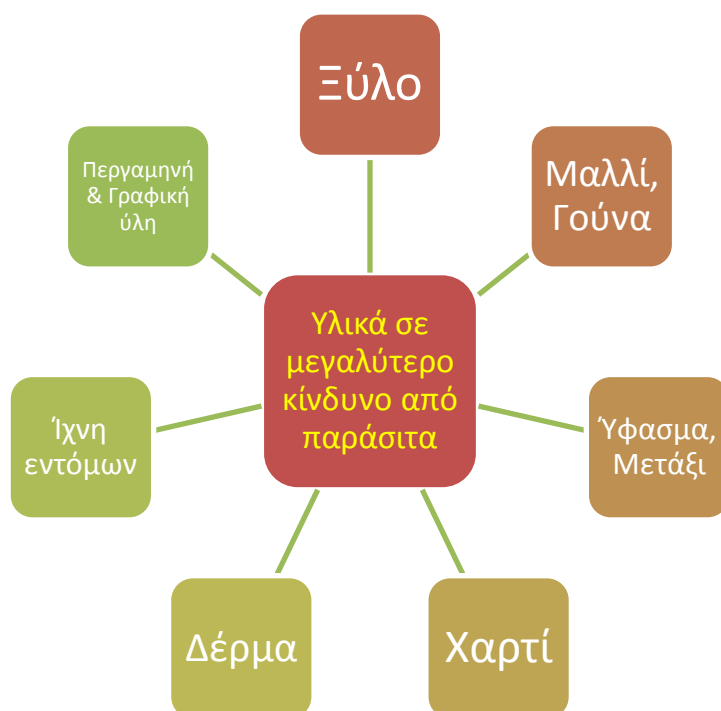 Ξύλο
Μαλλί,
Γούνα
Ύφασμα,
Μετάξι
Χαρτί
Δέρμα
Ίχνη
εντόμων
Περγαμηνή
& Γραφική
ύλη
Υλικά σε
μεγαλύτερο
κίνδυνο από
παράσιτα